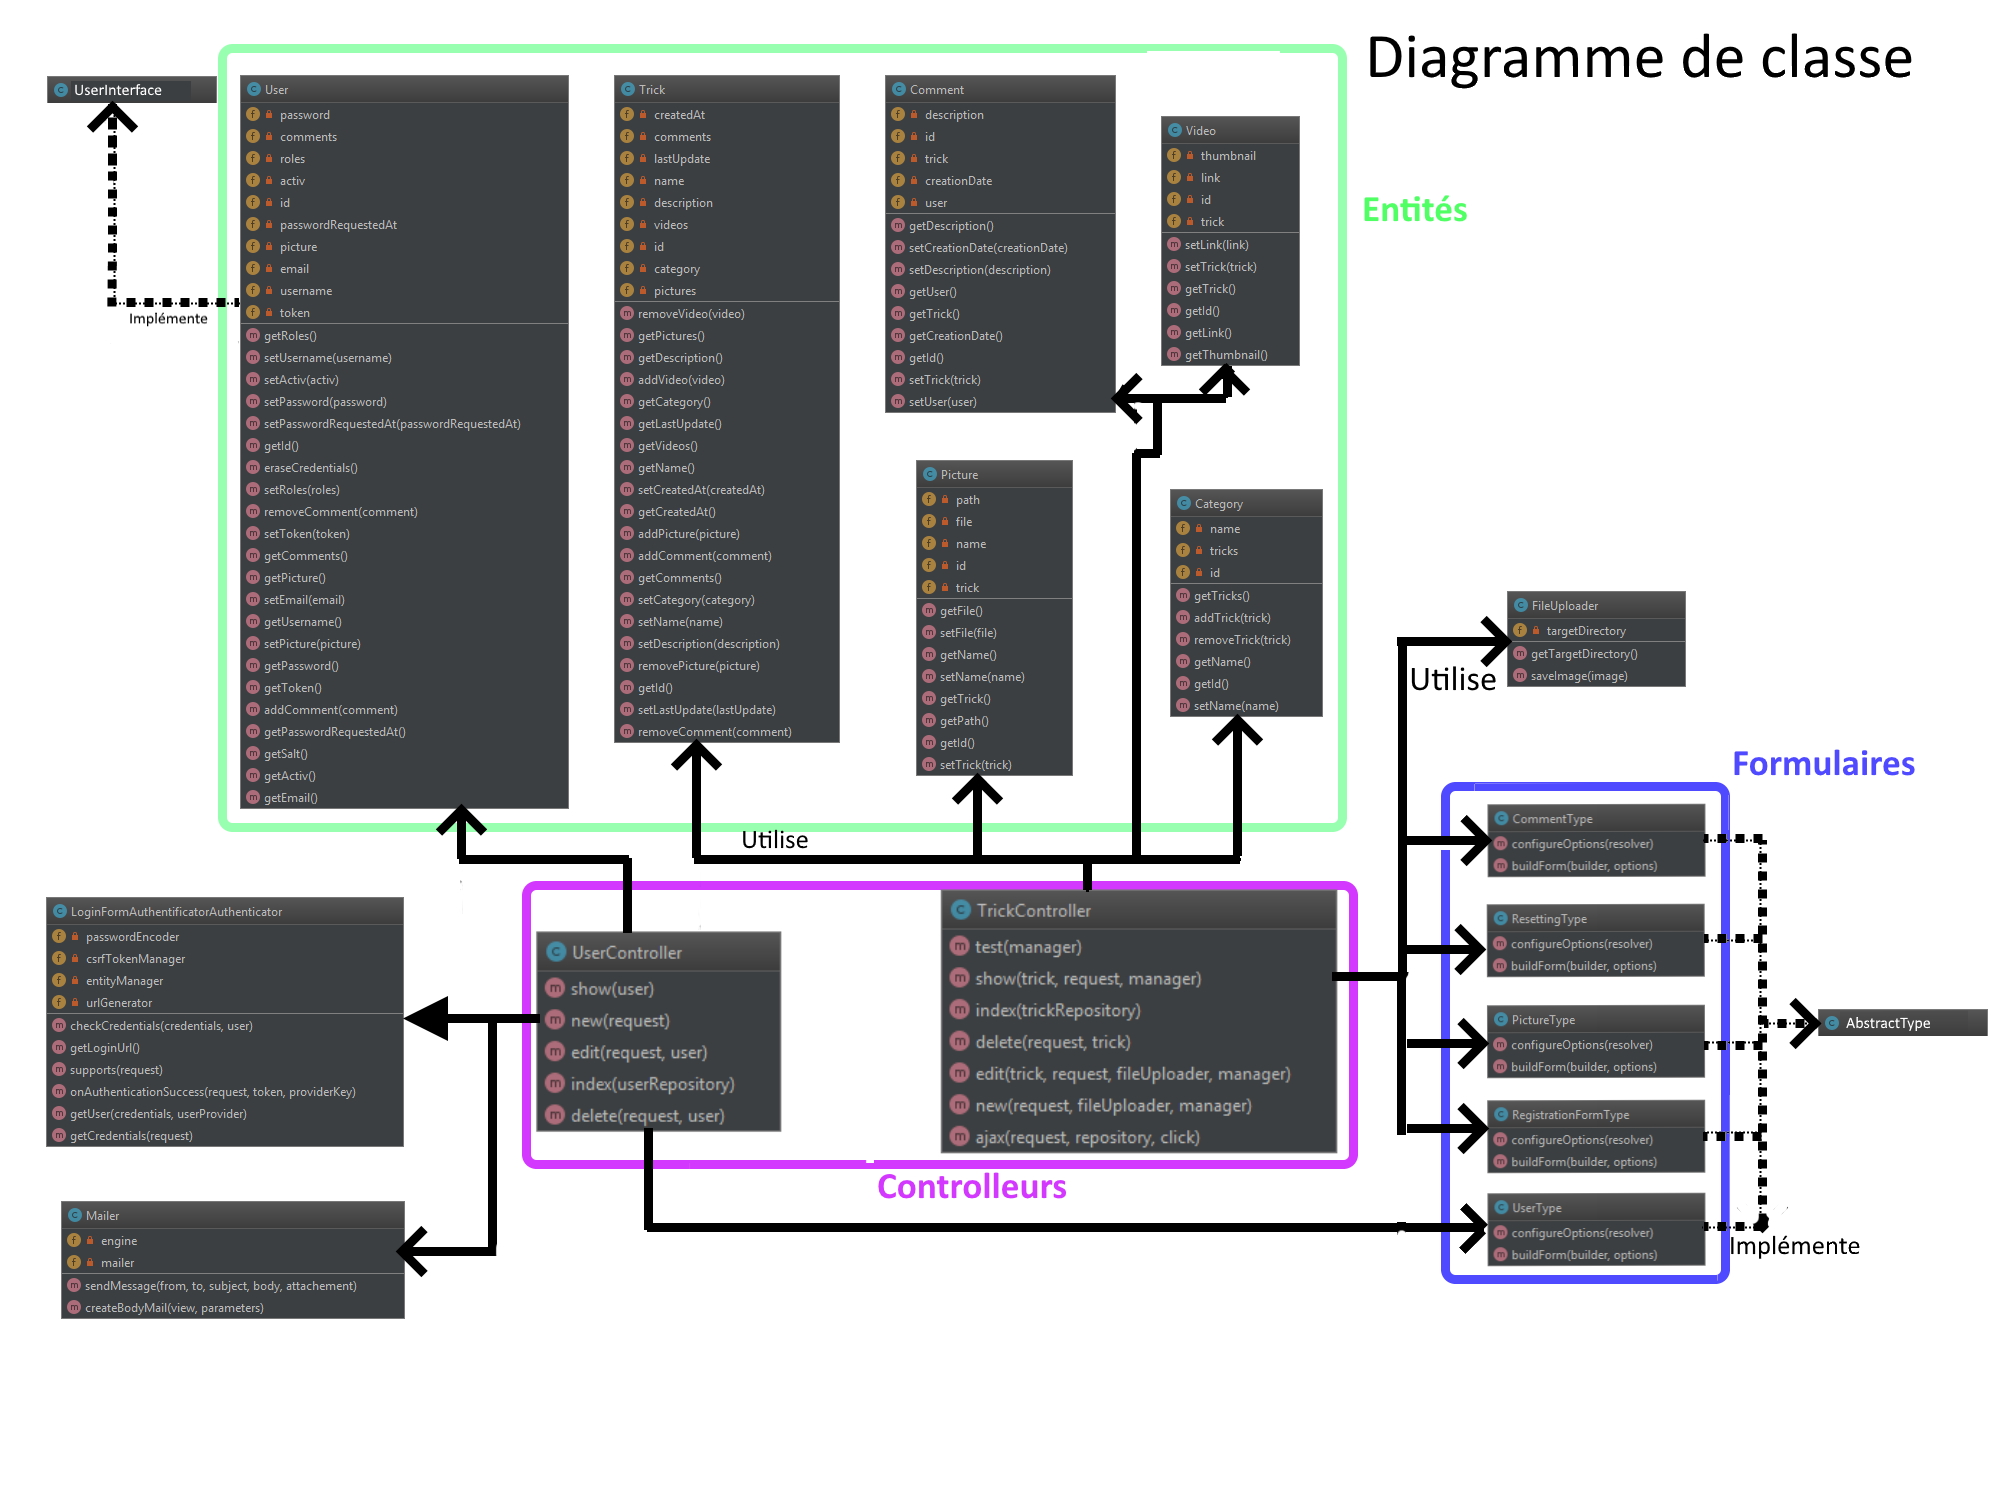 Diagramme de classe
UserInterface
Implémente
User
password
comments
roles
activ
id
passwordRequestedAt
picture
email
username
token
getRoles()
setUsername(username)
setActiv(activ)
setPassword(password)
setPasswordRequestedAt(passwordRequestedAt)
getId()
eraseCredentials()
setRoles(roles)
removeComment(comment)
setToken(token)
getComments()
getPicture()
setEmail(email)
getUsername()
setPicture(picture)
getPassword()
getToken()
addComment(comment)
getPasswordRequestedAt()
getSalt()
getActiv()
getEmail()
Trick
createdAt
comments
lastUpdate
name
description
videos
id
category
pictures
removeVideo(video)
getPictures()
getDescription()
addVideo(video)
getCategory()
getLastUpdate()
getVideos()
getName()
setCreatedAt(createdAt)
getCreatedAt()
addPicture(picture)
addComment(comment)
getComments()
setCategory(category)
setName(name)
setDescription(description)
removePicture(picture)
getId()
setLastUpdate(lastUpdate)
removeComment(comment)
Comment
description
id
trick
creationDate
user
getDescription()
setCreationDate(creationDate)
setDescription(description)
getUser()
getTrick()
getCreationDate()
getId()
setTrick(trick)
setUser(user)
Video
thumbnail
link
id
trick
setLink(link)
setTrick(trick)
getTrick()
getId()
getLink()
getThumbnail()
Entités
Picture
path
file
name
id
trick
getFile()
setFile(file)
getName()
setName(name)
getTrick()
getPath()
getId()
setTrick(trick)
Category
name
tricks
id
getTricks()
addTrick(trick)
removeTrick(trick)
getName()
getId()
setName(name)
FileUploader
targetDirectory
getTargetDirectory()
saveImage(image)
Utilise
Utilise
Formulaires
CommentType
configureOptions(resolver)
buildForm(builder, options)
ResettingType
configureOptions(resolver)
buildForm(builder, options)
PictureType
configureOptions(resolver)
buildForm(builder, options)
RegistrationFormType
configureOptions(resolver)
buildForm(builder, options)
UserType
configureOptions(resolver)
buildForm(builder, options)
AbstractType
Implémente
LoginFormAuthentificatorAuthenticator
passwordEncoder
csrfTokenManager
entityManager
urlGenerator
checkCredentials(credentials, user)
getLoginUrl()
supports(request)
onAuthenticationSuccess(request, token, providerKey)
getUser(credentials, userProvider)
getCredentials(request)
UserController
show(user)
new(request)
edit(request, user)
index(userRepository)
delete(request, user)
TrickController
test(manager)
show(trick, request, manager)
index(trickRepository)
delete(request, trick)
edit(trick, request, fileUploader, manager)
new(request, fileUploader, manager)
ajax(request, repository, click)
Controlleurs
Mailer
engine
mailer
sendMessage(from, to, subject, body, attachement)
createBodyMail(view, parameters)